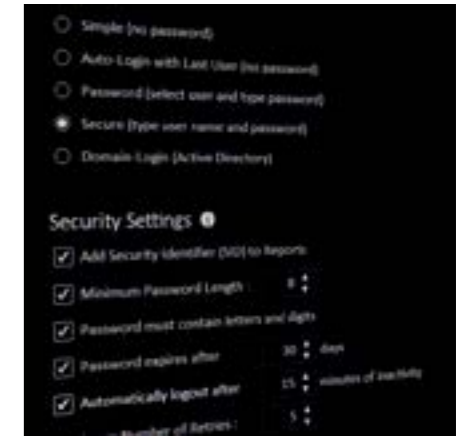 Simple (no password)
Auto-Login with Last User (no password)
Password (select user and type password)
Secure (type user name and password)
Domain-Login (Active Directory)
Security Settings
Add Security Identifier (SID) to Reports
Minimum Password Length : 8
Password must contain letters and digits
Password expires after 30 days
Automatically logout after 15 minutes of inactivity
Number of Retries : 5